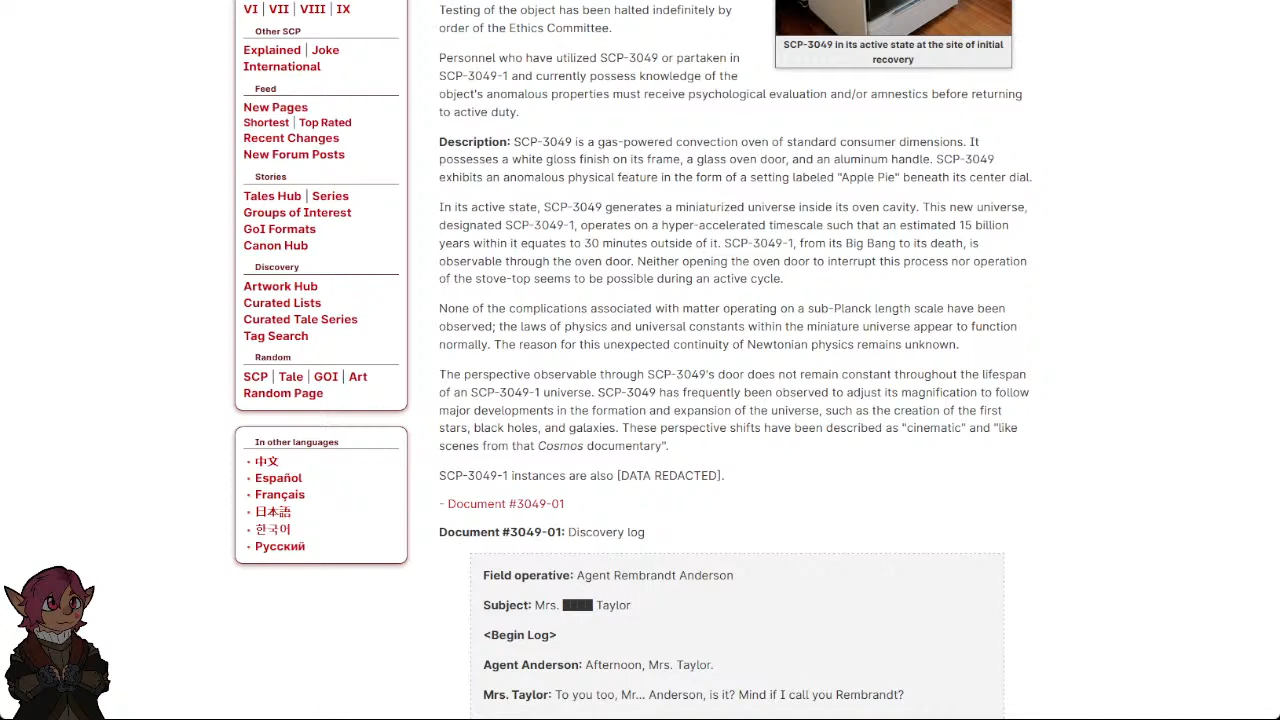 VI | VII | VIII | IX
Other SCP
Explained | Joke
International
Feed
New Pages
Shortest | Top Rated
Recent Changes
New Forum Posts
Stories
Tales Hub | Series
Groups of Interest
GoI Formats
Canon Hub
Discovery
Artwork Hub
Curated Lists
Curated Tale Series
Tag Search
Random
SCP | Tale | GOI | Art
Random Page
In other languages
中文
Español
Français
日本語
한국어
Русский
Testing of the object has been halted indefinitely by
order of the Ethics Committee.
SCP-3049 in its active state at the site of initial
recovery
Personnel who have utilized SCP-3049 or partaken in
SCP-3049-1 and currently possess knowledge of the
object's anomalous properties must receive psychological evaluation and/or amnestics before returning
to active duty.
Description: SCP-3049 is a gas-powered convection oven of standard consumer dimensions. It
possesses a white gloss finish on its frame, a glass oven door, and an aluminum handle. SCP-3049
exhibits an anomalous physical feature in the form of a setting labeled "Apple Pie" beneath its center dial.
In its active state, SCP-3049 generates a miniaturized universe inside its oven cavity. This new universe,
designated SCP-3049-1, operates on a hyper-accelerated timescale such that an estimated 15 billion
years within it equates to 30 minutes outside of it. SCP-3049-1, from its Big Bang to its death, is
observable through the oven door. Neither opening the oven door to interrupt this process nor operation
of the stove-top seems to be possible during an active cycle.
None of the complications associated with matter operating on a sub-Planck length scale have been
observed; the laws of physics and universal constants within the miniature universe appear to function
normally. The reason for this unexpected continuity of Newtonian physics remains unknown.
The perspective observable through SCP-3049's door does not remain constant throughout the lifespan
of an SCP-3049-1 universe. SCP-3049 has frequently been observed to adjust its magnification to follow
major developments in the formation and expansion of the universe, such as the creation of the first
stars, black holes, and galaxies. These perspective shifts have been described as "cinematic" and "like
scenes from that Cosmos documentary".
SCP-3049-1 instances are also [DATA REDACTED].
- Document #3049-01
Document #3049-01: Discovery log
Field operative: Agent Rembrandt Anderson
Subject: Mrs. ████ Taylor
<Begin Log>
Agent Anderson: Afternoon, Mrs. Taylor.
Mrs. Taylor: To you too, Mr... Anderson, is it? Mind if I call you Rembrandt?